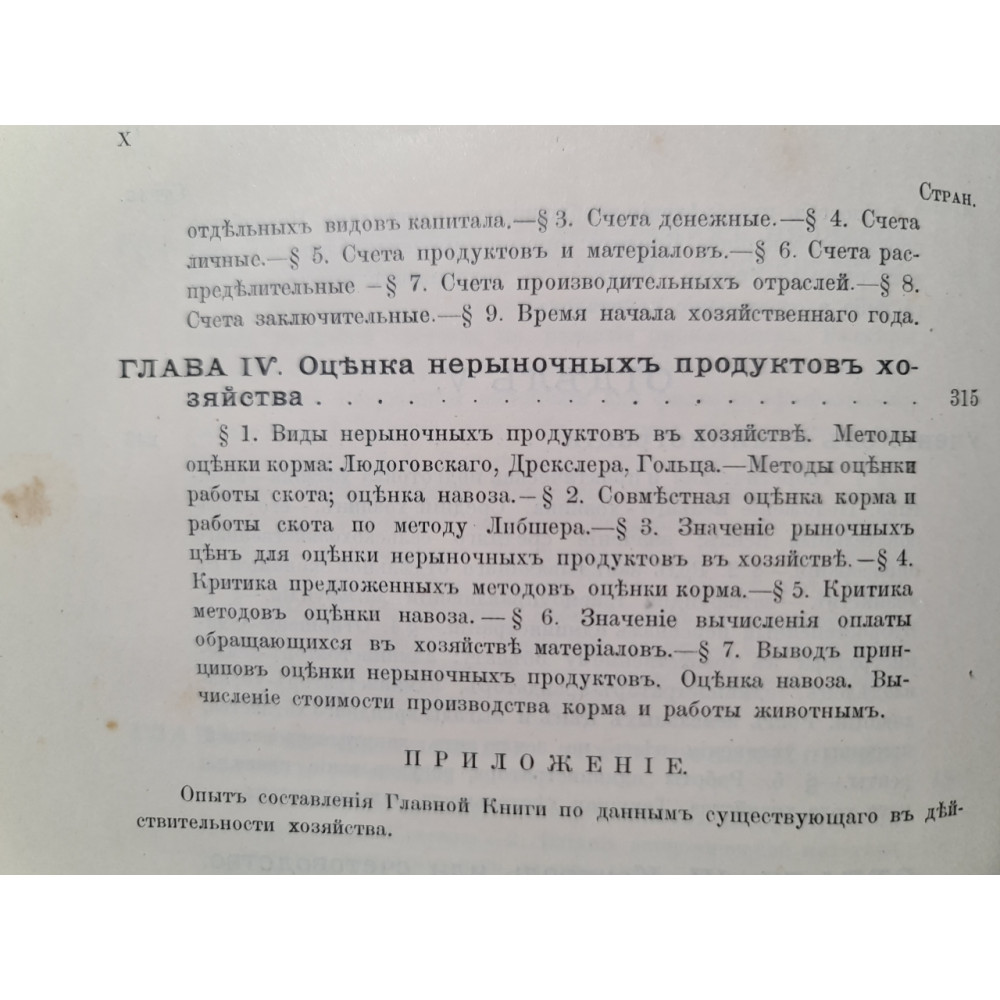 X
Стран.
отдѣльныхъ видовъ капитала.—§ 3. Счета денежные.—§ 4. Счета
личные.—§ 5. Счета продуктовъ и матеріаловъ.—§ 6. Счета рас-
предѣлительные —§ 7. Счета производительныхъ отраслей.—§ 8.
Счета заключительные.—§ 9. Время начала хозяйственнаго года.
ГЛАВА IV. Оцѣнка нерыночныхъ продуктовъ хо-
зяйства . . . . . . . . . . . . . . . . . . . 315
§ 1. Виды нерыночныхъ продуктовъ въ хозяйствѣ. Методы
оцѣнки корма: Людоговскаго, Дрекслера, Гольца.—Методы оцѣнки
работы скота; оцѣнка навоза.—§ 2. Совмѣстная оцѣнка корма и
работы скота по методу Либшера.—§ 3. Значеніе рыночныхъ
цѣнъ для оцѣнки нерыночныхъ продуктовъ въ хозяйствѣ.—§ 4.
Критика предложенныхъ методовъ оцѣнки корма.—§ 5. Критика
методовъ оцѣнки навоза.—§ 6. Значеніе вычисленія оплаты
обращающихся въ хозяйствѣ матеріаловъ.—§ 7. Выводъ прин-
циповъ оцѣнки нерыночныхъ продуктовъ. Оцѣнка навоза. Вы-
численіе стоимости производства корма и работы животнымъ.
ПРИЛОЖЕНІЕ.
Опытъ составленія Главной Книги по даннымъ существующаго въ дѣй-
ствительности хозяйства.